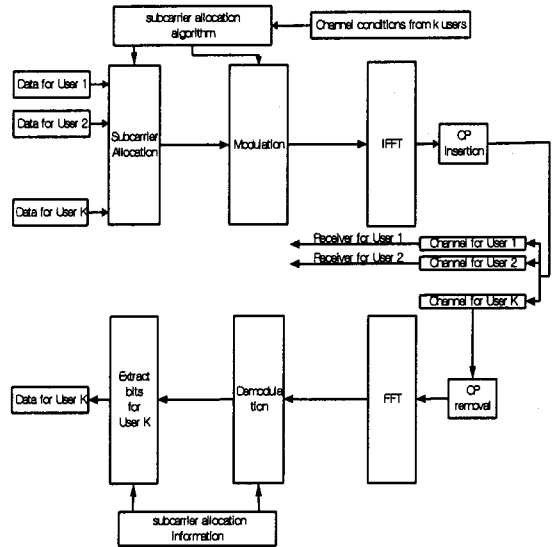 subcarrier allocation
algorithm
Channel conditions from k users
Data for User 1
Data for User 2
Data for User K
Subcarrier
Allocation
Modulation
IFFT
CP
insertion
Receiver for User 1
Channel for User 1
Receiver for User 2
Channel for User 2
Channel for User K
Data for User K
Extract
bits
for
User K
Demodula
tion
FFT
CP
removal
subcarrier allocation
information